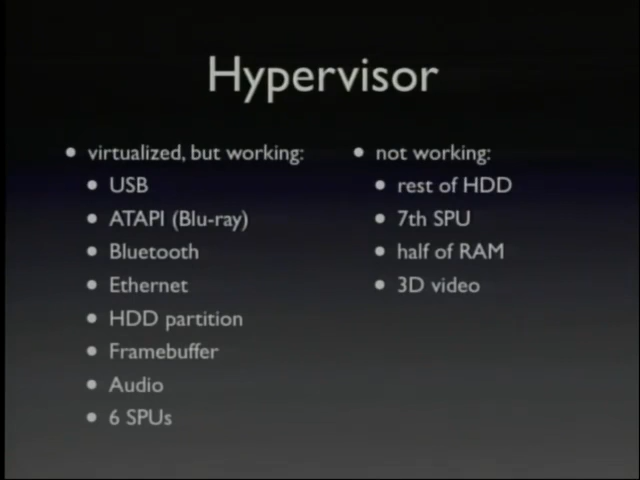 Hypervisor
• virtualized, but working:
• USB
• ATAPI (Blu-ray)
• Bluetooth
• Ethernet
• HDD partition
• Framebuffer
• Audio
• 6 SPUs
• not working:
• rest of HDD
• 7th SPU
• half of RAM
• 3D video